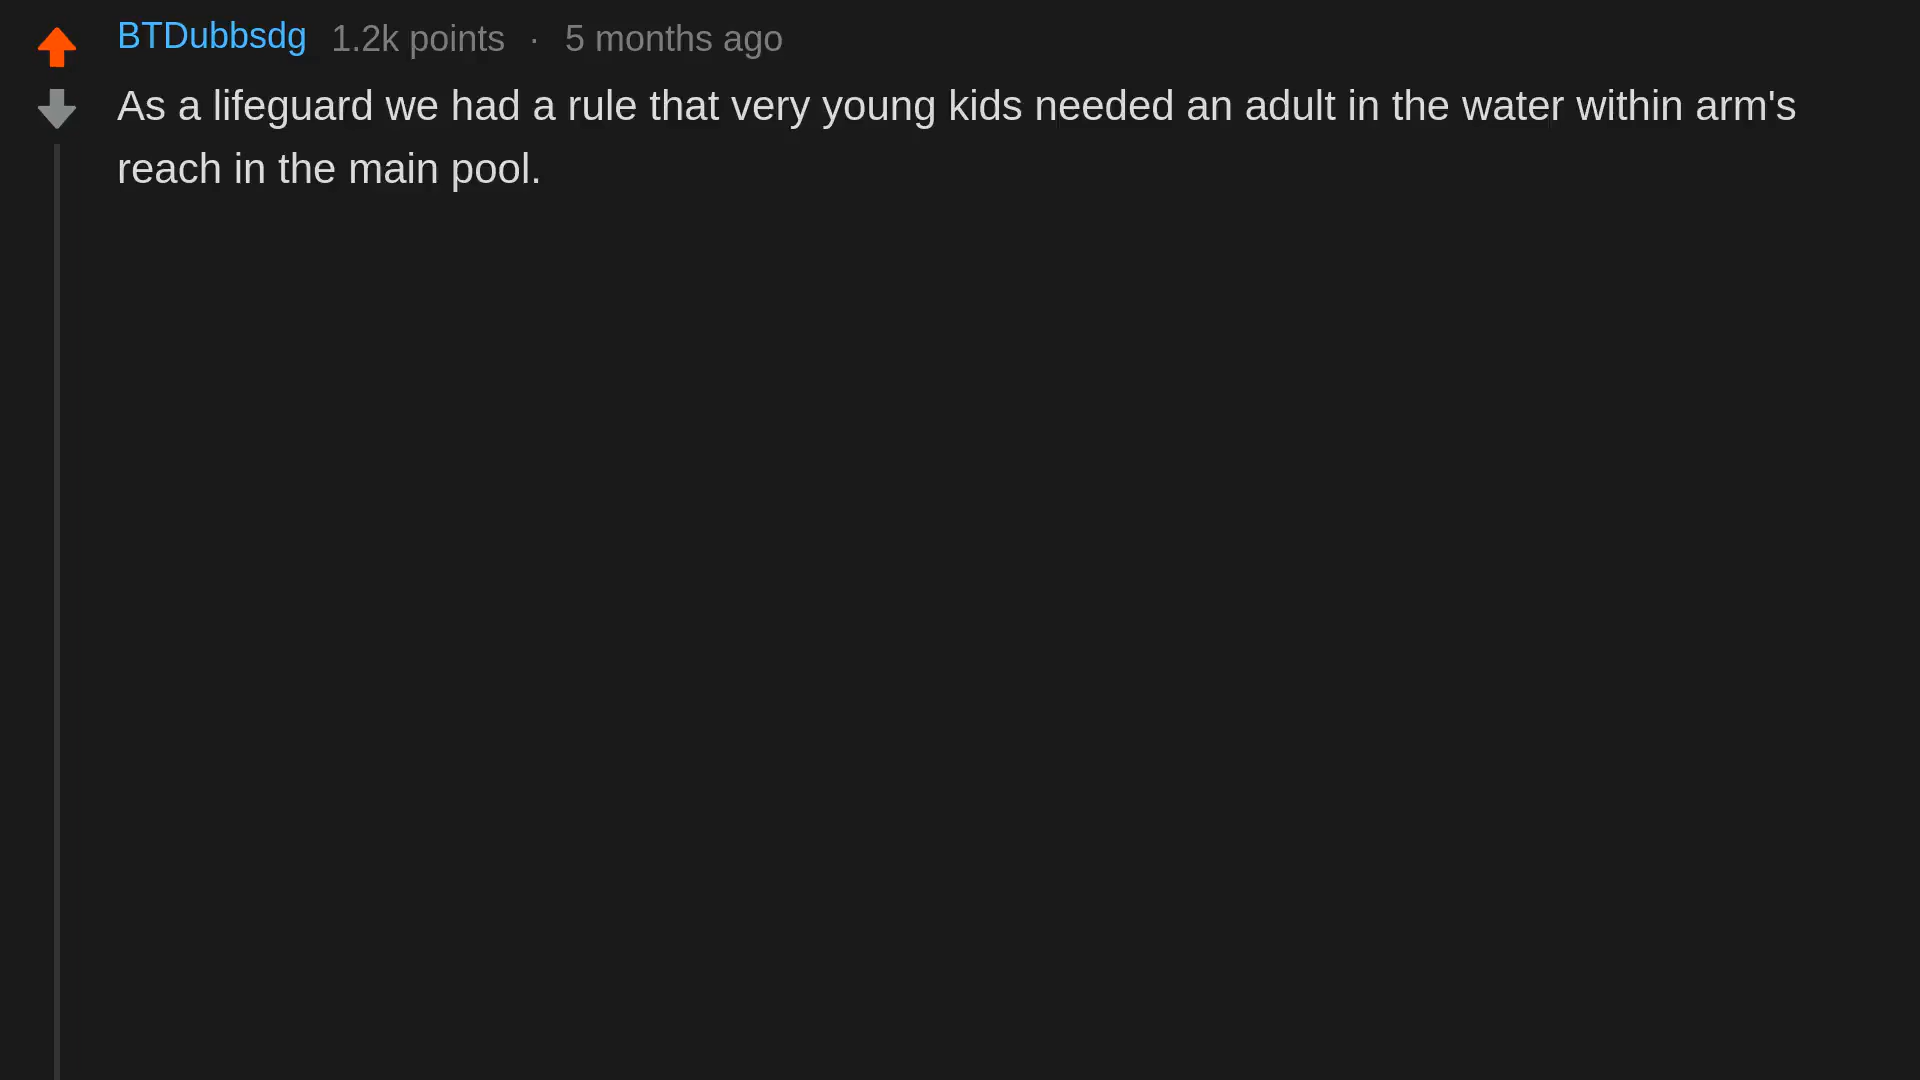 BTDubbsdg 1.2k points · 5 months ago
As a lifeguard we had a rule that very young kids needed an adult in the water within arm's
reach in the main pool.